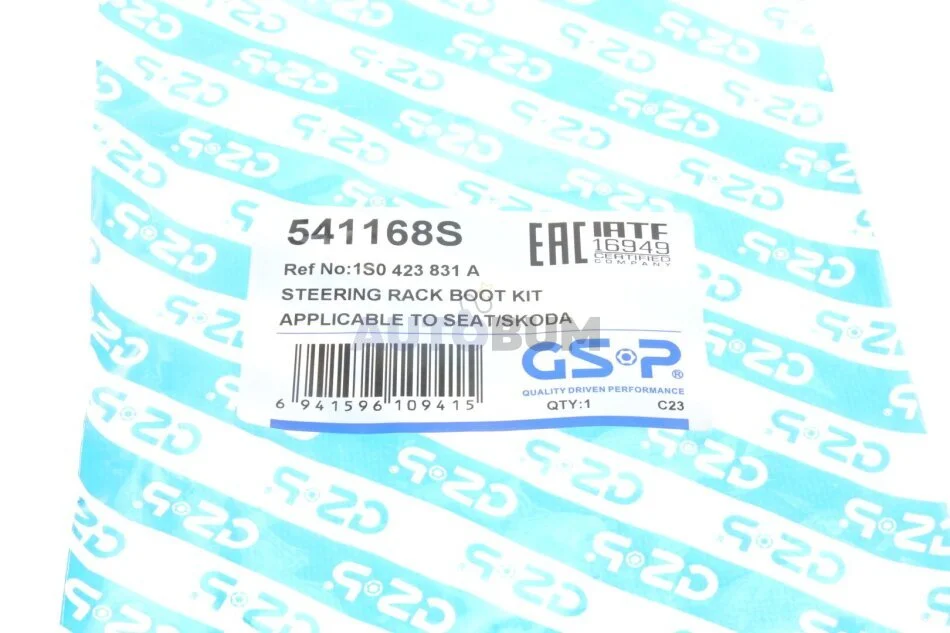 541168S
EAC IATF
16949
CERTIFIED
COMPANY
Ref No:1S0 423 831 A
STEERING RACK BOOT KIT
APPLICABLE TO SEAT/SKODA
AUTOBUM
GSP®
QUALITY DRIVEN PERFORMANCE
6 941596 109415
QTY:1 C23